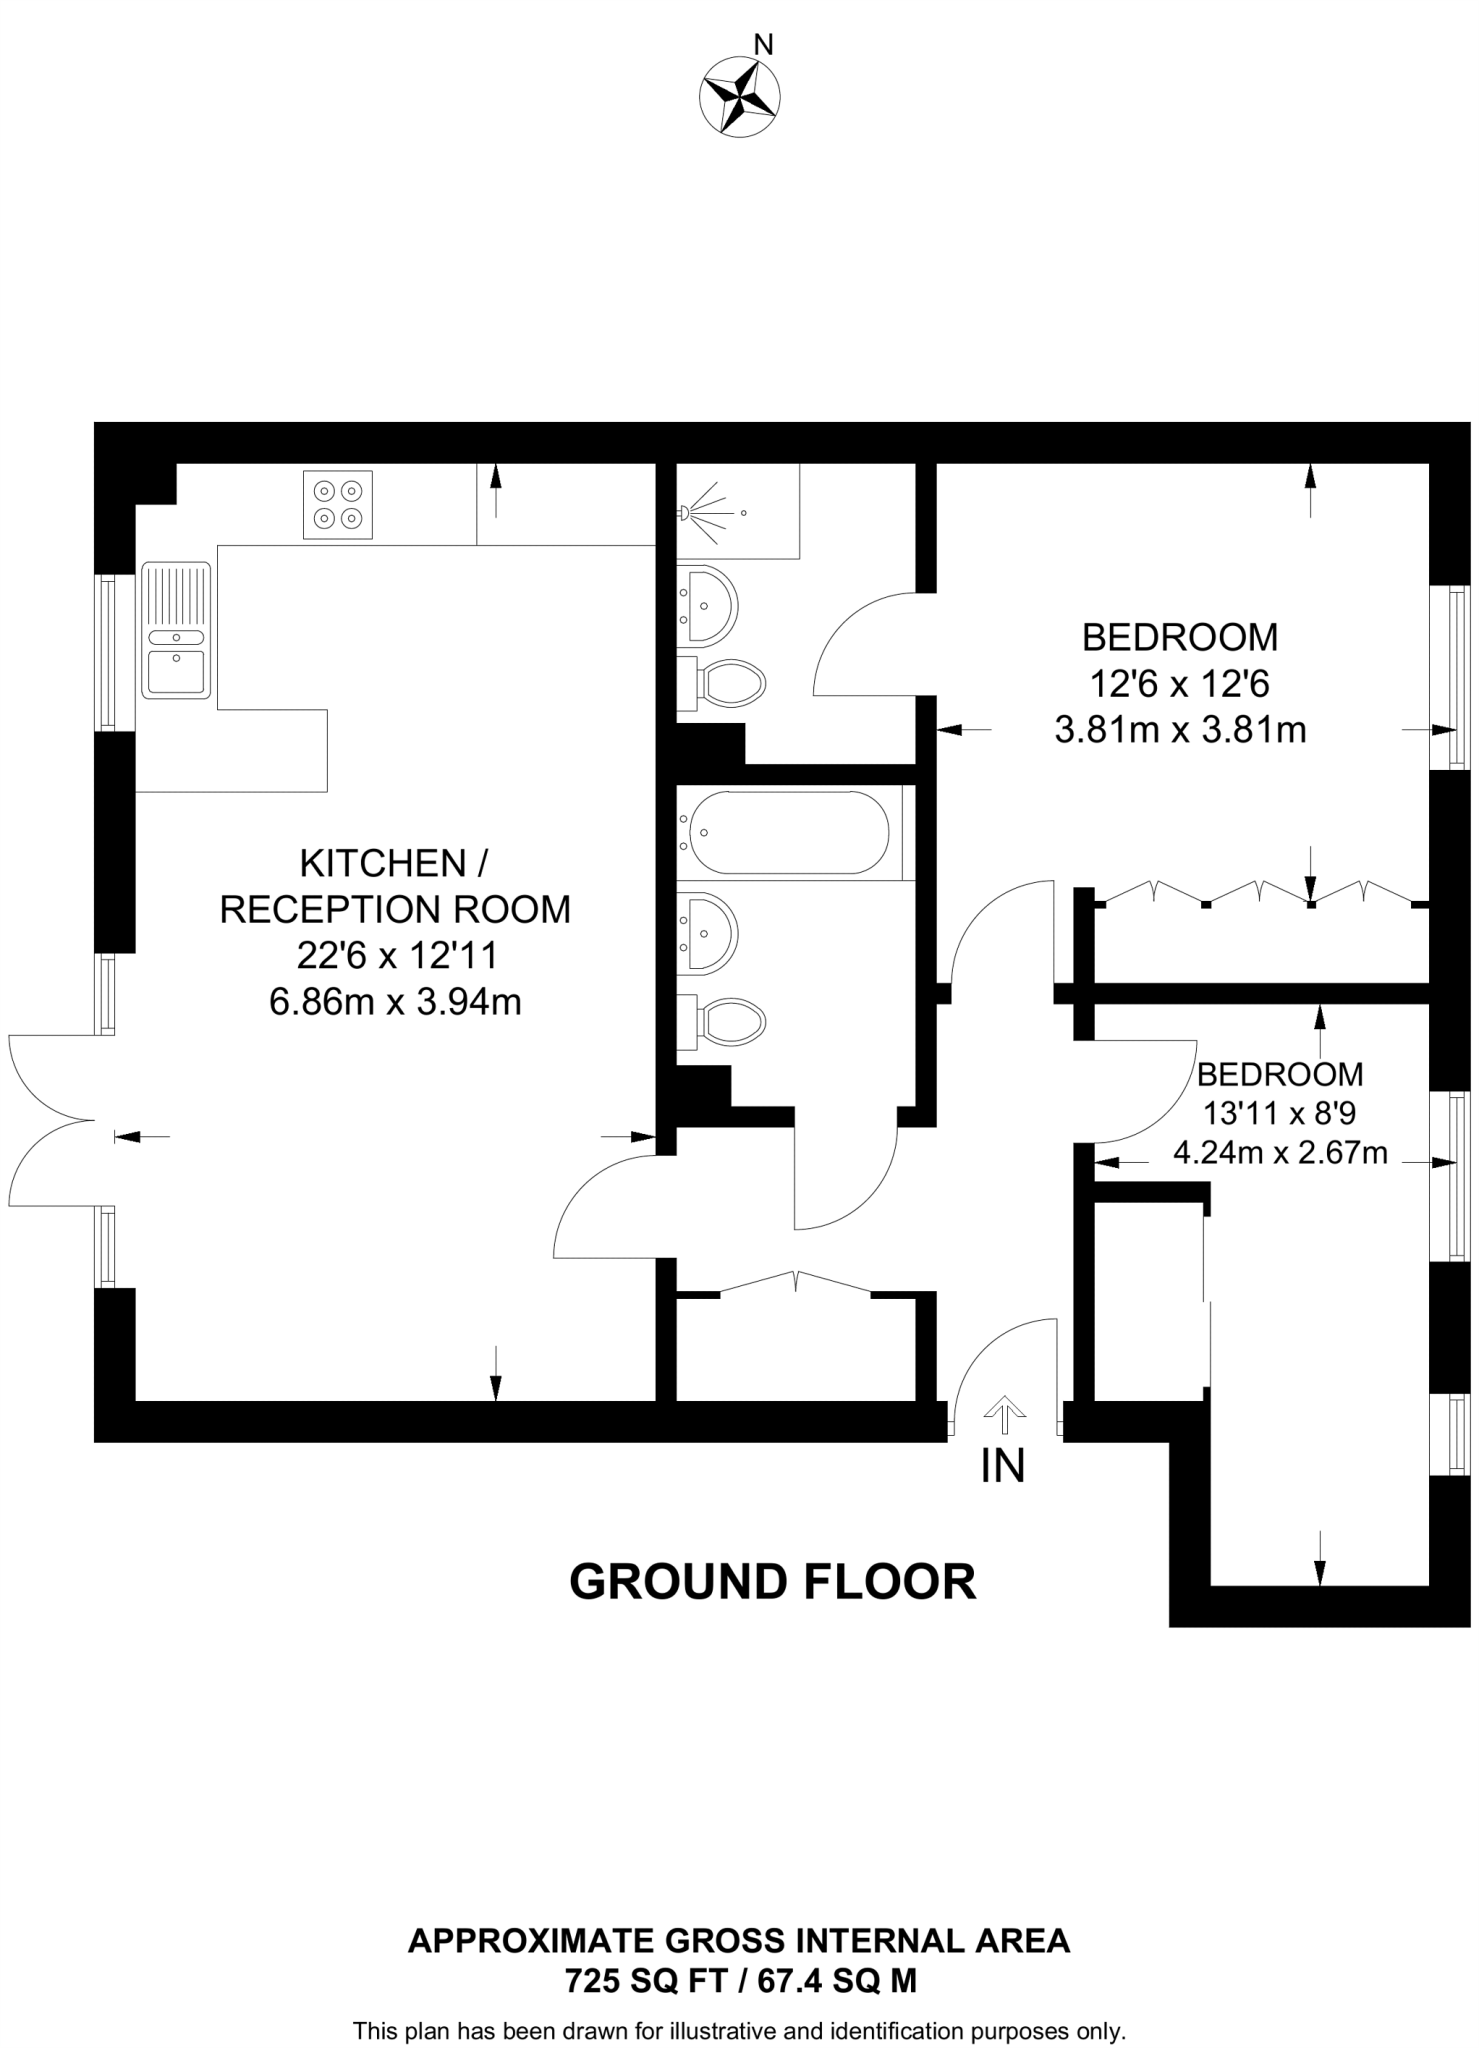 N
BEDROOM
12'6 x 12'6
3.81m x 3.81m
KITCHEN /
RECEPTION ROOM
22'6 x 12'11
6.86m x 3.94m
BEDROOM
13'11 x 8'9
4.24m x 2.67m
IN
GROUND FLOOR
APPROXIMATE GROSS INTERNAL AREA
725 SQ FT / 67.4 SQ M
This plan has been drawn for illustrative and identification purposes only.